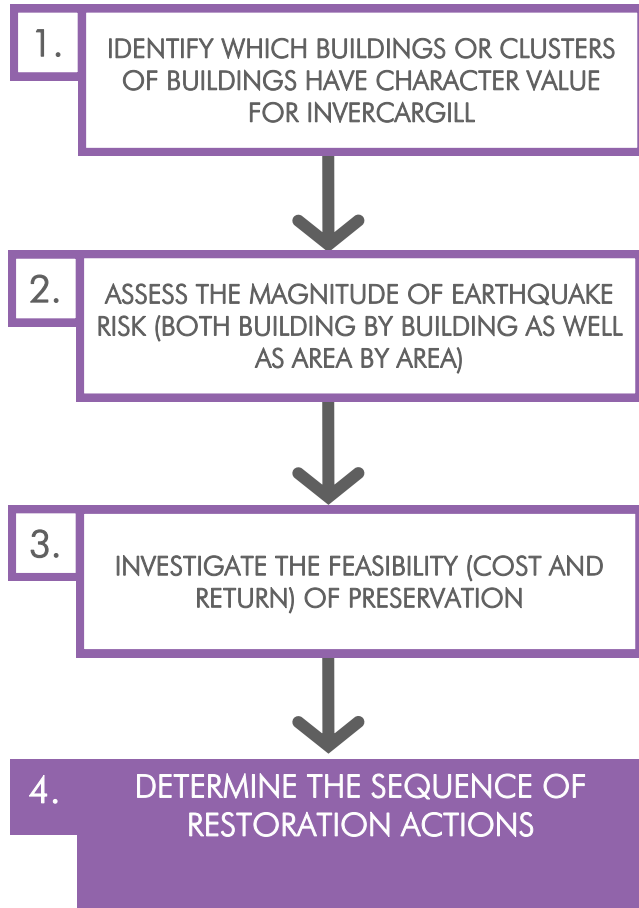 1.
IDENTIFY WHICH BUILDINGS OR CLUSTERS
OF BUILDINGS HAVE CHARACTER VALUE
FOR INVERCARGILL
2.
ASSESS THE MAGNITUDE OF EARTHQUAKE
RISK (BOTH BUILDING BY BUILDING AS WELL
AS AREA BY AREA)
3.
INVESTIGATE THE FEASIBILITY (COST AND
RETURN) OF PRESERVATION
4.
DETERMINE THE SEQUENCE OF
RESTORATION ACTIONS